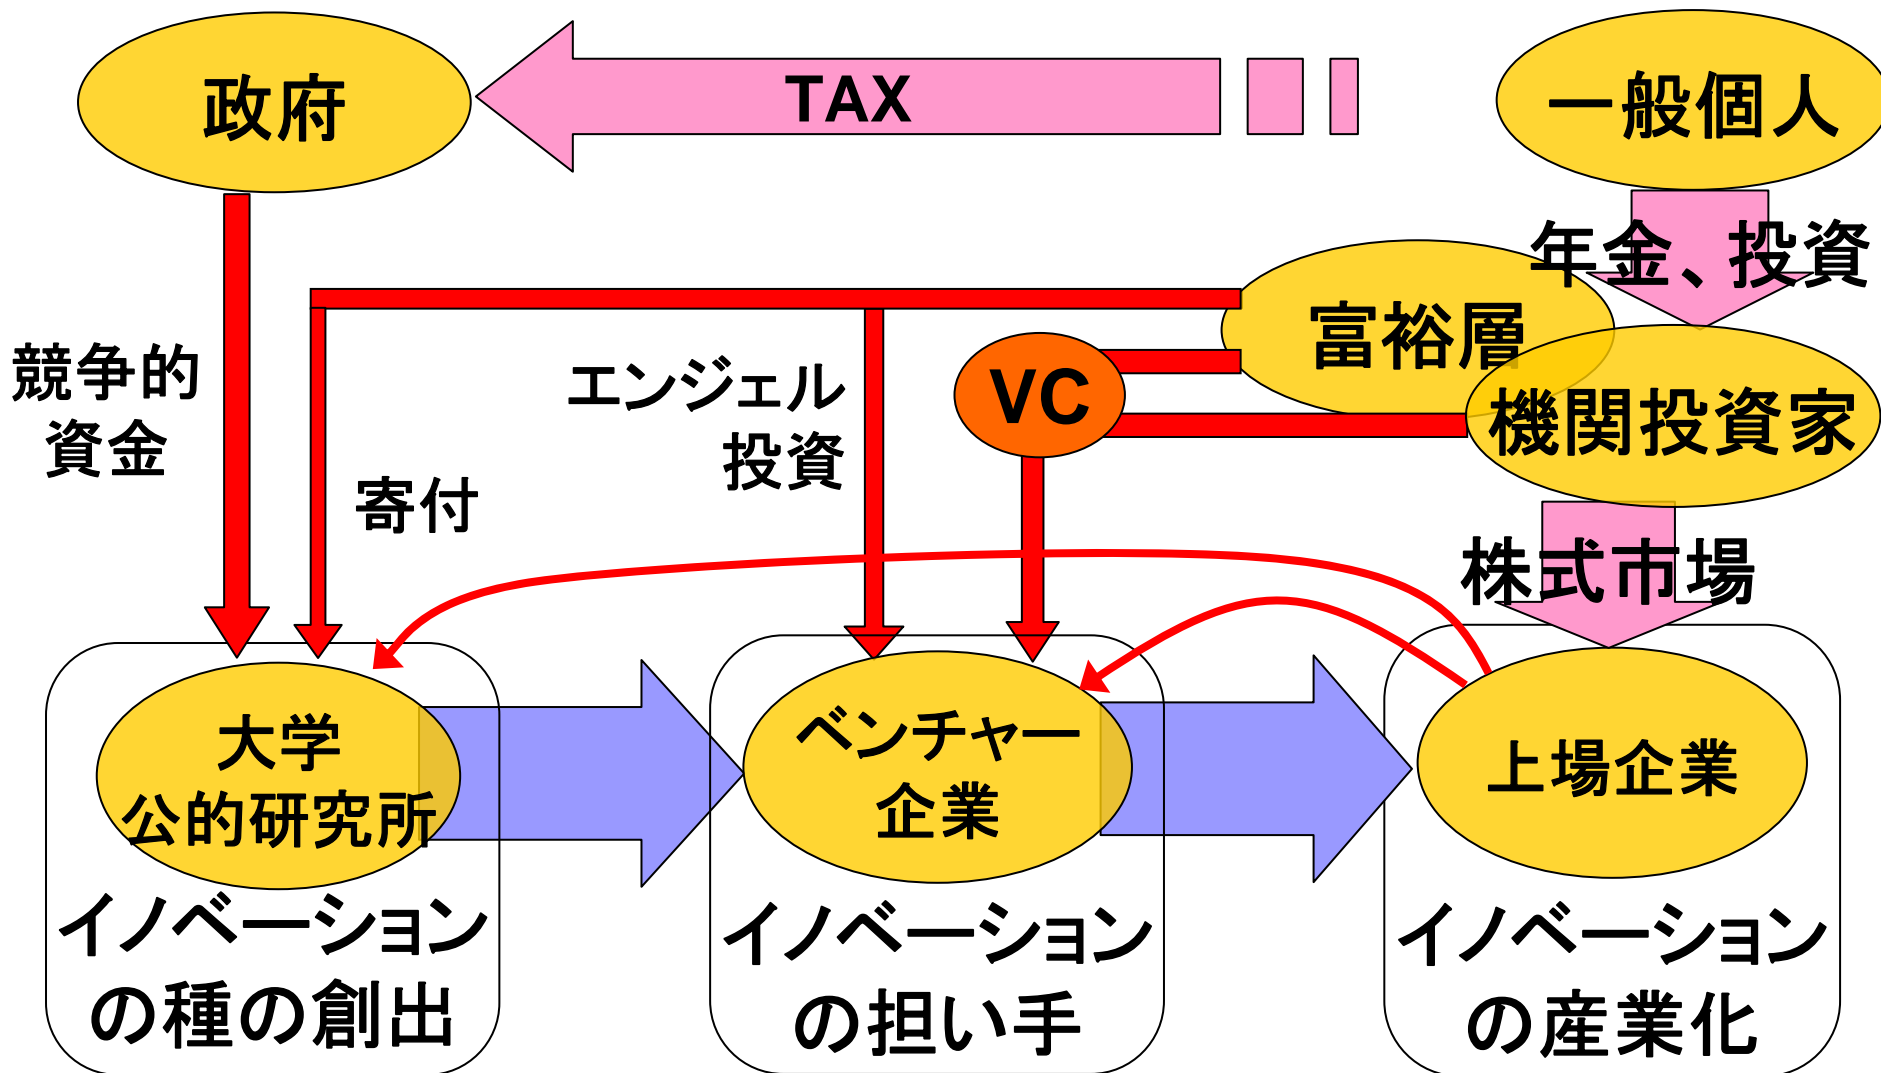 政府
TAX
一般個人
年金、投資
富裕層
機関投資家
VC
競争的
資金
寄付
エンジェル
投資
株式市場
大学
公的研究所
ベンチャー
企業
上場企業
イノベーション
の種の創出
イノベーション
の担い手
イノベーション
の産業化